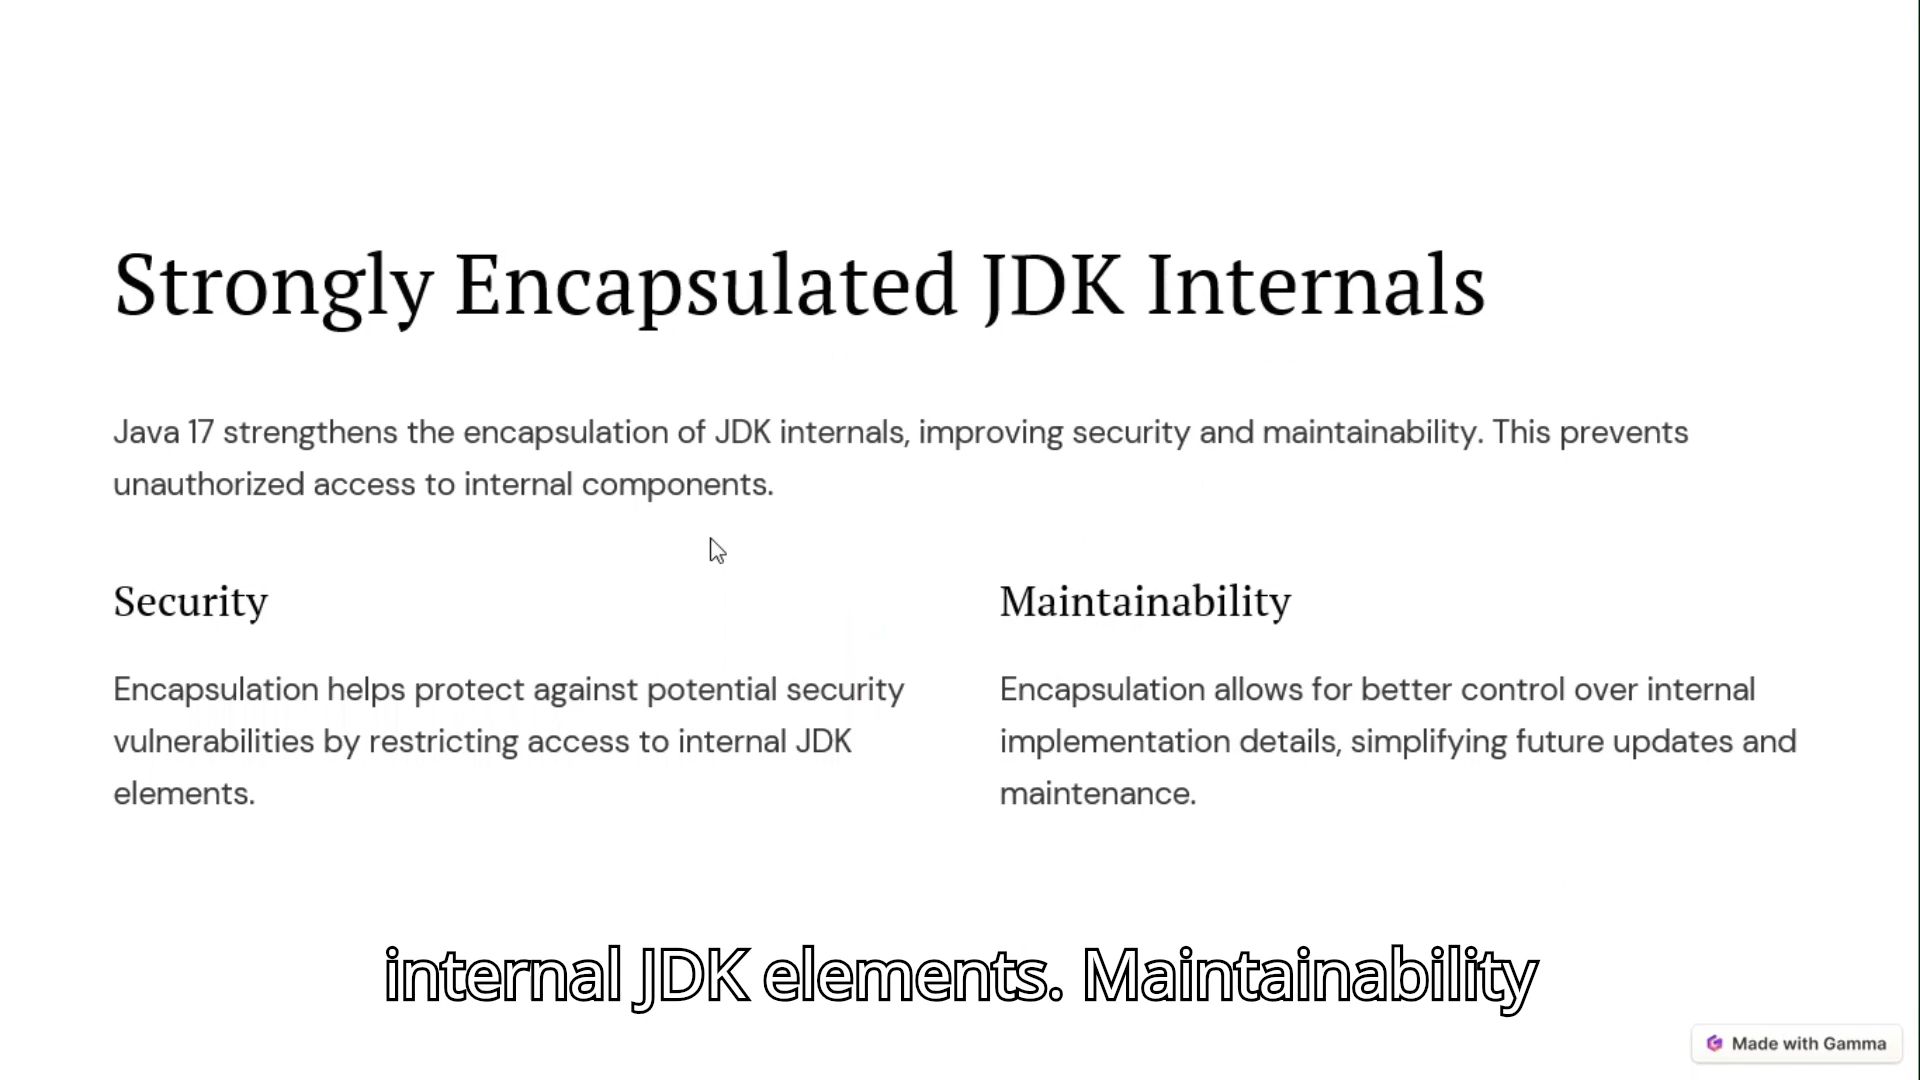 Strongly Encapsulated JDK Internals
Java 17 strengthens the encapsulation of JDK internals, improving security and maintainability. This prevents
unauthorized access to internal components.
Security
Encapsulation helps protect against potential security
vulnerabilities by restricting access to internal JDK
elements.
Maintainability
Encapsulation allows for better control over internal
implementation details, simplifying future updates and
maintenance.
internal JDK elements. Maintainability
Made with Gamma